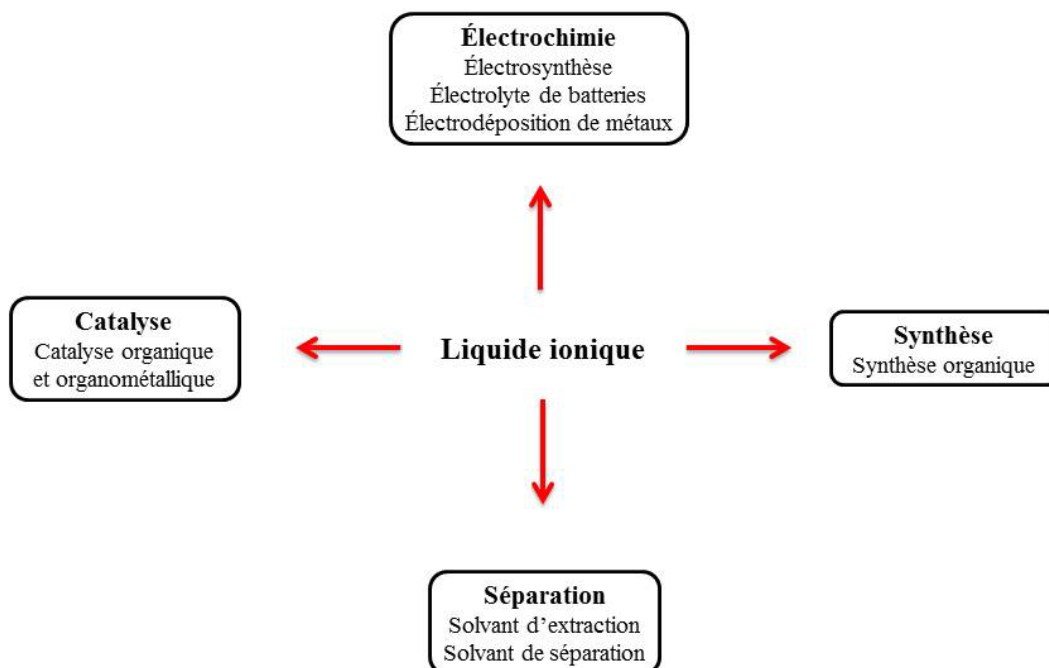 Électrochimie
Électrosynthèse
Électrolyte de batteries
Électrodéposition de métaux
Catalyse
Catalyse organique
et organométallique
Liquide ionique
Synthèse
Synthèse organique
Séparation
Solvant d’extraction
Solvant de séparation